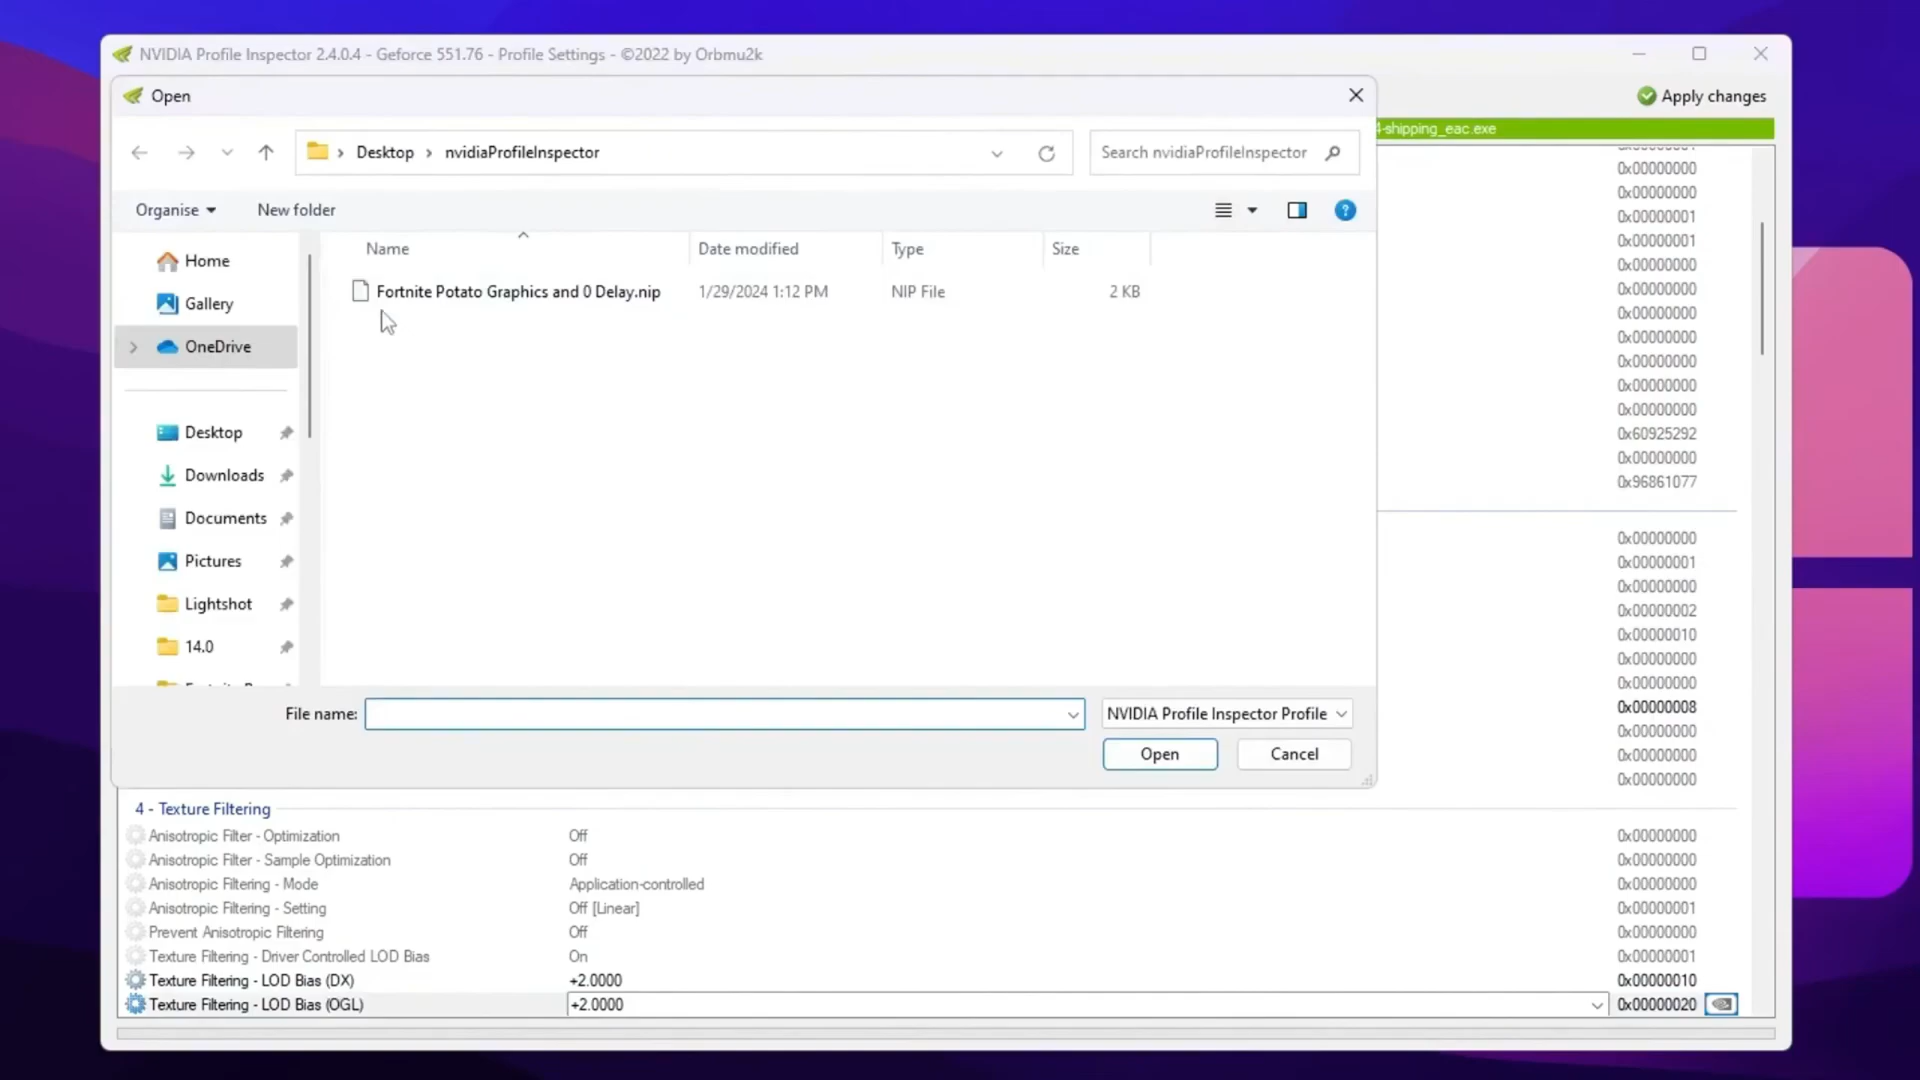 NVIDIA Profile Inspector 2.4.0.4 - Geforce 551.76 - Profile Settings - ©2022 by Orbmu2k
Open
Apply changes
4-shipping_eac.exe
Desktop
nvidiaProfileInspector
Search nvidiaProfileInspector
Organise
New folder
Name
Date modified
Type
Size
Home
Gallery
OneDrive
Desktop
Downloads
Documents
Pictures
Lightshot
14.0
Fortnite Potato Graphics and 0 Delay.nip
1/29/2024 1:12 PM
NIP File
2 KB
0x00000000
0x00000000
0x00000001
0x00000001
0x00000000
0x00000000
0x00000000
0x00000000
0x00000000
0x00000000
0x00000000
0x60925292
0x00000000
0x96861077
0x00000000
0x00000001
0x00000000
0x00000002
0x00000010
0x00000000
0x00000000
0x00000008
0x00000000
0x00000000
0x00000000
File name:
NVIDIA Profile Inspector Profile
Open
Cancel
4 - Texture Filtering
Anisotropic Filter - Optimization Off 0x00000000
Anisotropic Filter - Sample Optimization Off 0x00000000
Anisotropic Filtering - Mode Application-controlled 0x00000000
Anisotropic Filtering - Setting Off [Linear] 0x00000001
Prevent Anisotropic Filtering Off 0x00000000
Texture Filtering - Driver Controlled LOD Bias On 0x00000001
Texture Filtering - LOD Bias (DX) +2.0000 0x00000010
Texture Filtering - LOD Bias (OGL) +2.0000 0x00000020